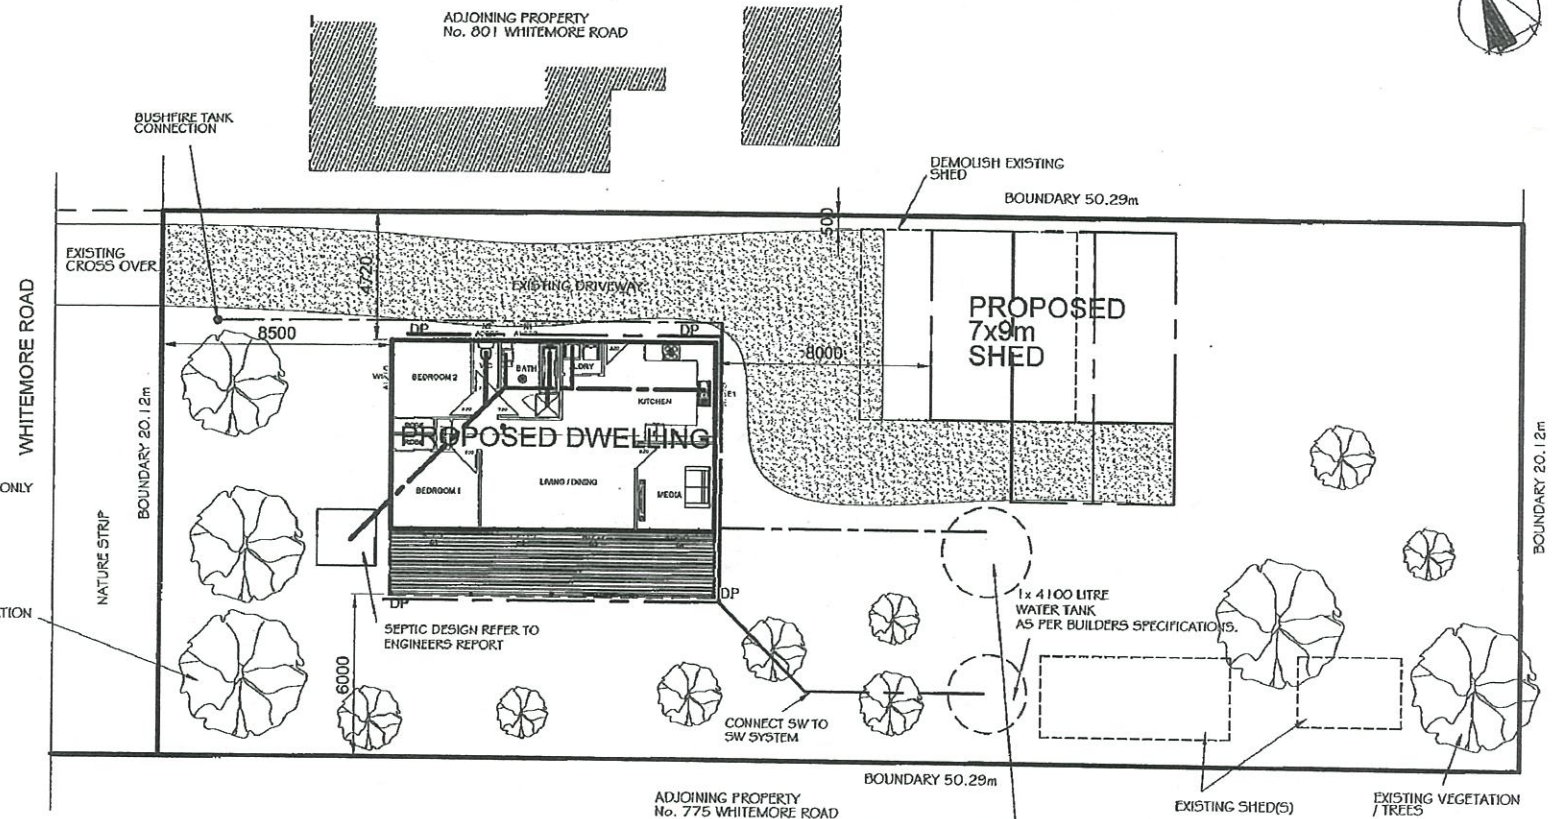 ADJOINING PROPERTY
No. 801 WHITEMORE ROAD
BUSHFIRE TANK
CONNECTION
DEMOLISH EXISTING
SHED
BOUNDARY 50.29m
500
EXISTING
CROSS OVER
4720
EXISTING DRIVEWAY
WHITEMORE ROAD
8500
DP
DP
PROPOSED
7x9m
SHED
8000
BEDROOM 2
WC
BATH
LDRY
KITCHEN
E1
BOUNDARY 20.12m
PROPOSED DWELLING
BEDROOM 1
LIVING / DINING
MEDIA
ONLY
NATURE STRIP
BOUNDARY 20.12m
DP
DP
1x 4100 LITRE
WATER TANK
AS PER BUILDERS SPECIFICATIONS.
SEPTIC DESIGN REFER TO
ENGINEERS REPORT
6000
CONNECT SW TO
SW SYSTEM
BOUNDARY 50.29m
ADJOINING PROPERTY
No. 775 WHITEMORE ROAD
EXISTING SHED(S)
EXISTING VEGETATION
/ TREES